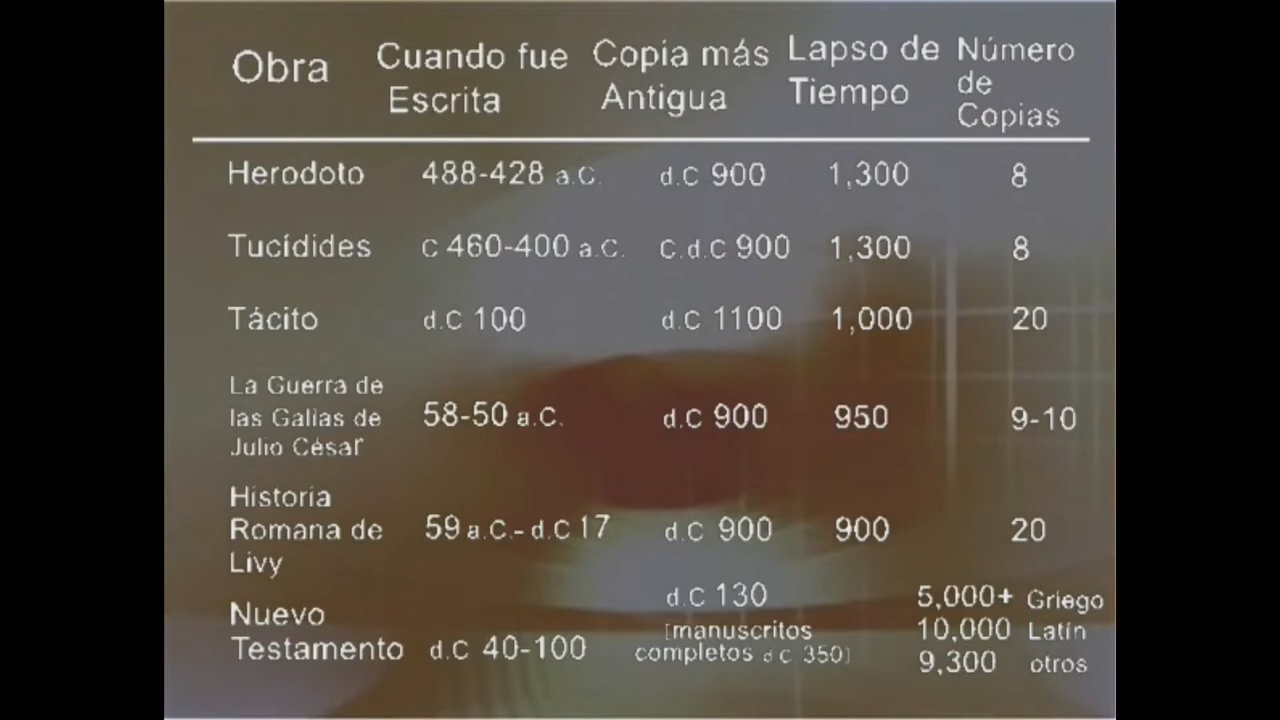 Obra Cuando fue Escrita Copia más Antigua Lapso de Tiempo Número de Copias
Herodoto 488-428 a.C. d.C 900 1,300 8
Tucídides C 460-400 a.C. C.d.C 900 1,300 8
Tácito d.C 100 d.C 1100 1,000 20
La Guerra de
las Galias de
Julio César 58-50 a.C. d.C 900 950 9-10
Historia
Romana de
Livy 59 a.C.- d.C 17 d.C 900 900 20
Nuevo
Testamento d.C 40-100 d.C 130
[manuscritos
completos d C 350]
5,000+ Griego
10,000 Latín
9,300 otros